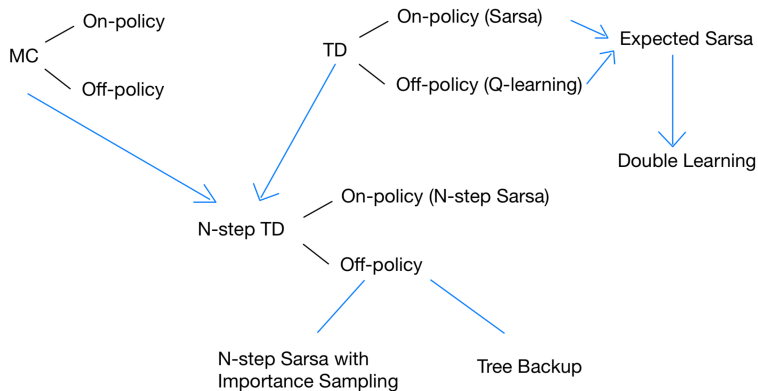 On-policy
MC
Off-policy
On-policy (Sarsa)
TD
Off-policy (Q-learning)
Expected Sarsa
Double Learning
On-policy (N-step Sarsa)
N-step TD
Off-policy
N-step Sarsa with
Importance Sampling
Tree Backup